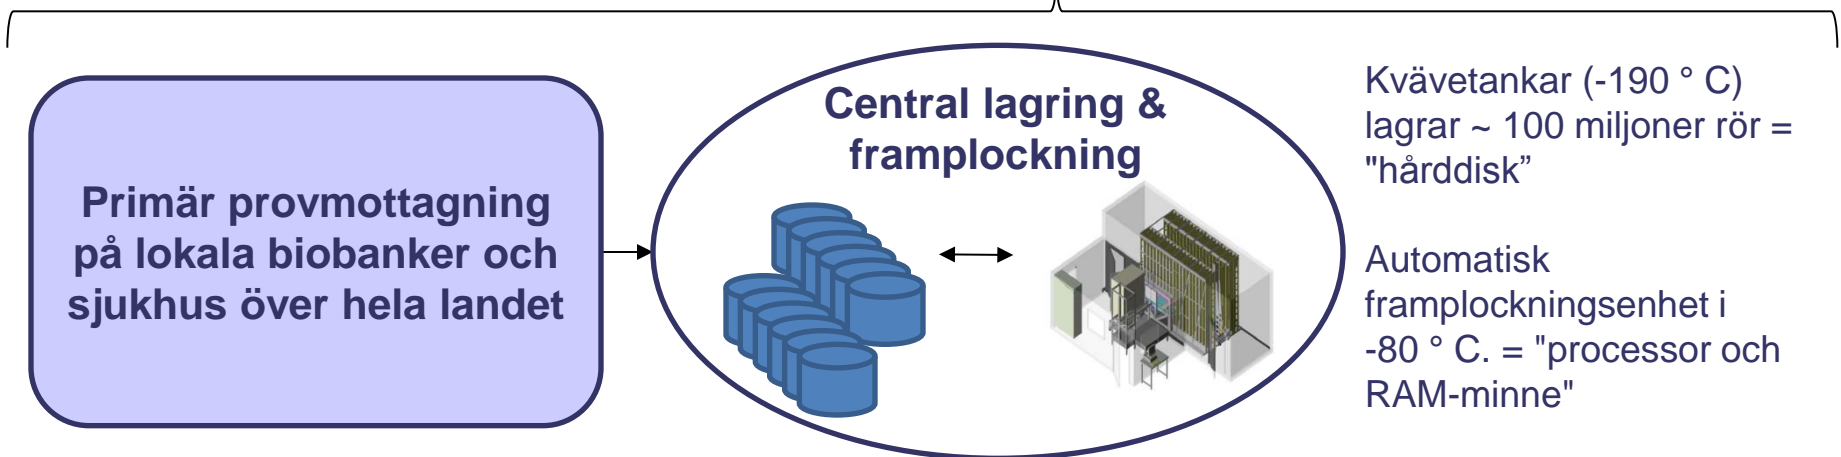 Primär provmottagning
på lokala biobanker och
sjukhus över hela landet
Central lagring &
framplockning
Kvävetankar (-190 ° C)
lagrar ~ 100 miljoner rör =
"hårddisk”
Automatisk
framplockningsenhet i
-80 ° C. = "processor och
RAM-minne"